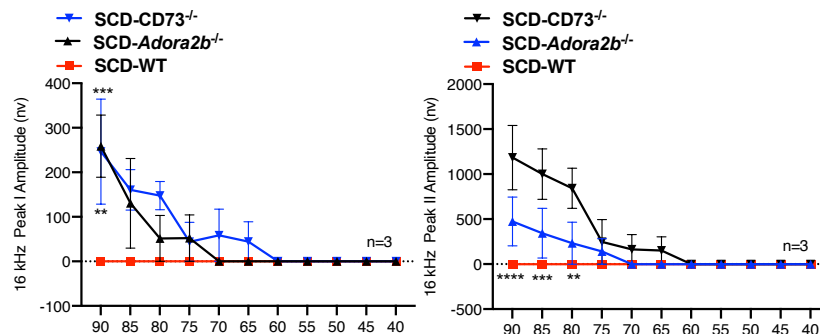 SCD-CD73-/-
SCD-Adora2b-/-
SCD-WT
16 kHz Peak I Amplitude (nv)
400
300
200
100
0
-100
***
**
n=3
90 85 80 75 70 65 60 55 50 45 40
SCD-CD73-/-
SCD-Adora2b-/-
SCD-WT
16 kHz Peak II Amplitude (nv)
2000
1500
1000
500
0
-500
n=3
**** *** **
90 85 80 75 70 65 60 55 50 45 40